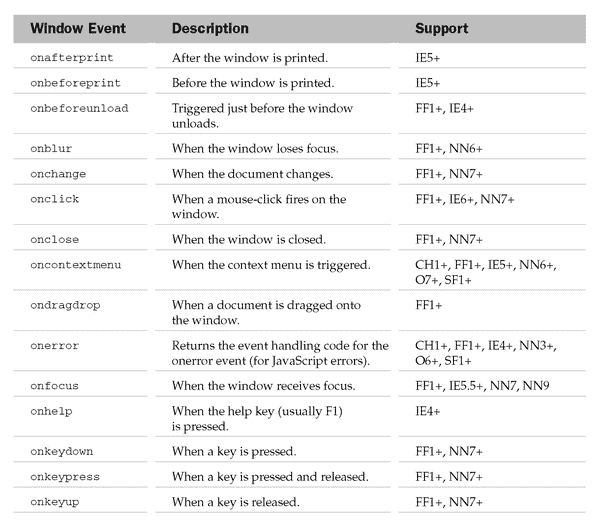 Window Event Description Support
onafterprint After the window is printed. IE5+
onbeforeprint Before the window is printed. IE5+
onbeforeunload Triggered just before the window FF1+, IE4+
unloads.
onblur When the window loses focus. FF1+, NN6+
onchange When the document changes. FF1+, NN7+
onclick When a mouse-click fires on the FF1+, IE6+, NN7+
window.
onclose When the window is closed. FF1+, NN7+
oncontextmenu When the context menu is triggered. CH1+, FF1+, IE5+, NN6+,
O7+, SF1+
ondragdrop When a document is dragged onto FF1+
the window.
onerror Returns the event handling code for the CH1+, FF1+, IE4+, NN3+,
onerror event (for JavaScript errors). O6+, SF1+
onfocus When the window receives focus. FF1+, IE5.5+, NN7, NN9
onhelp When the help key (usually F1) IE4+
is pressed.
onkeydown When a key is pressed. FF1+, NN7+
onkeypress When a key is pressed and released. FF1+, NN7+
onkeyup When a key is released. FF1+, NN7+